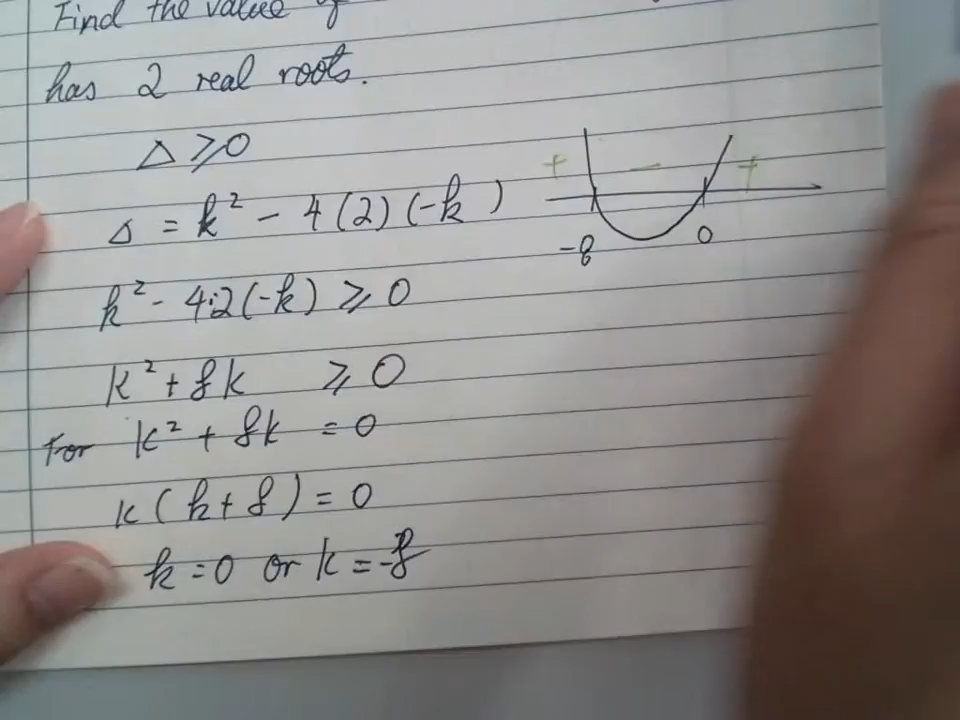 Find the value of
has 2 real roots.
Δ ≥ 0
Δ = k² - 4(2)(-k)
+ - +
-8 0
k² - 4·2(-k) ≥ 0
k² + 8k ≥ 0
For k² + 8k = 0
k(k+8) = 0
k = 0 or k = -8